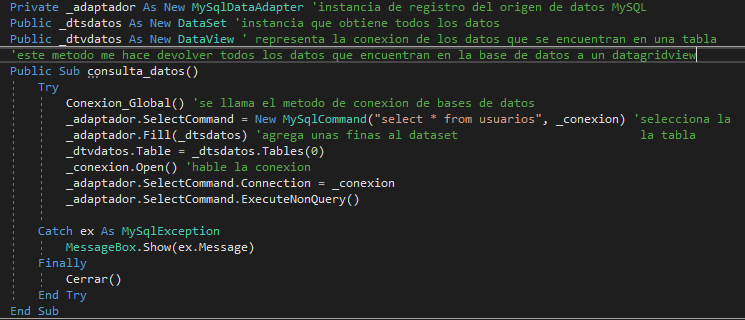 Private _adaptador As New MySqlDataAdapter 'instancia de registro del origen de datos MySQL
Public _dtsdatos As New DataSet 'instancia que obtiene todos los datos
Public _dtvdatos As New DataView ' representa la conexion de los datos que se encuentran en una tabla
'este metodo me hace devolver todos los datos que encuentran en la base de datos a un datagridview
Public Sub consulta_datos()
Try
Conexion_Global() 'se llama el metodo de conexion de bases de datos
_adaptador.SelectCommand = New MySqlCommand("select * from usuarios", _conexion) 'selecciona la
_adaptador.Fill(_dtsdatos) 'agrega unas finas al dataset la tabla
_dtvdatos.Table = _dtsdatos.Tables(0)
_conexion.Open() 'hable la conexion
_adaptador.SelectCommand.Connection = _conexion
_adaptador.SelectCommand.ExecuteNonQuery()
Catch ex As MySqlException
MessageBox.Show(ex.Message)
Finally
Cerrar()
End Try
End Sub